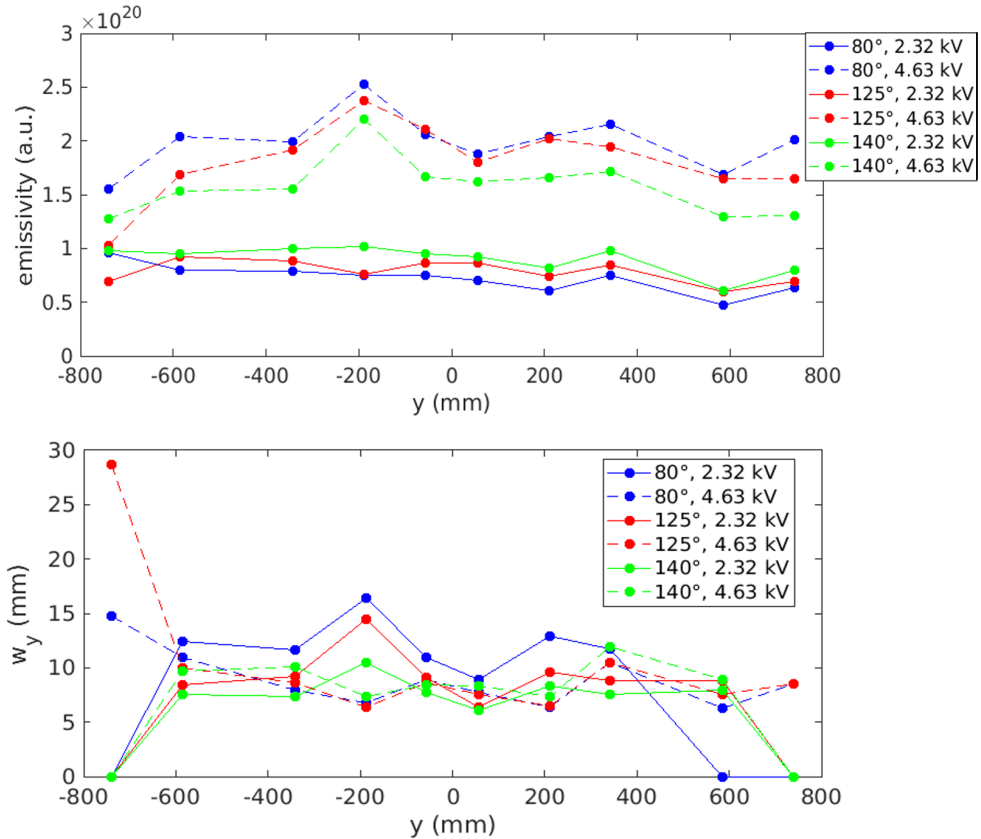 ×10²⁰
3
2.5
2
1.5
1
0.5
0
emissivity (a.u.)
-800 -600 -400 -200 0 200 400 600 800
y (mm)
80°, 2.32 kV
80°, 4.63 kV
125°, 2.32 kV
125°, 4.63 kV
140°, 2.32 kV
140°, 4.63 kV
30
25
20
15
10
5
0
w_y (mm)
-800 -600 -400 -200 0 200 400 600 800
y (mm)
80°, 2.32 kV
80°, 4.63 kV
125°, 2.32 kV
125°, 4.63 kV
140°, 2.32 kV
140°, 4.63 kV